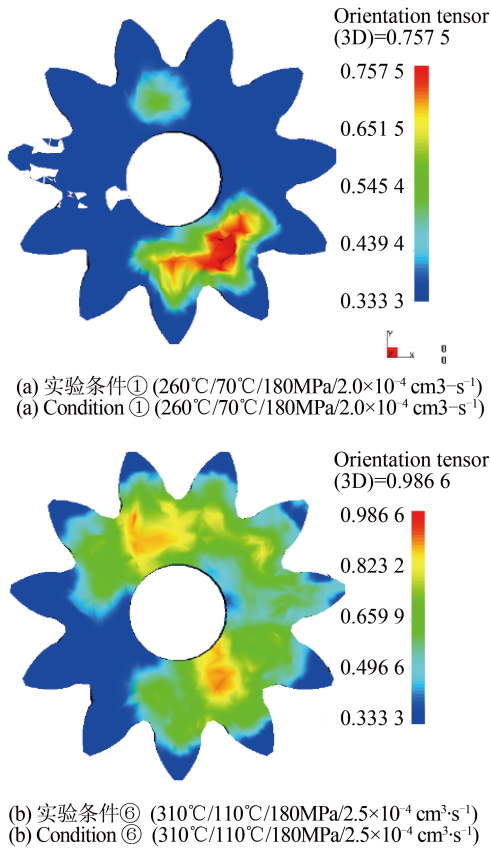 Orientation tensor
(3D)=0.757 5
0.757 5
0.651 5
0.545 4
0.439 4
0.333 3
Y
X
0
0
(a) 实验条件① (260℃/70℃/180MPa/2.0×10⁻⁴ cm3−s⁻¹)
(a) Condition ① (260℃/70℃/180MPa/2.0×10⁻⁴ cm3−s⁻¹)
Orientation tensor
(3D)=0.986 6
0.986 6
0.823 2
0.659 9
0.496 6
0.333 3
(b) 实验条件⑥ (310℃/110℃/180MPa/2.5×10⁻⁴ cm³·s⁻¹)
(b) Condition ⑥ (310℃/110℃/180MPa/2.5×10⁻⁴ cm³·s⁻¹)